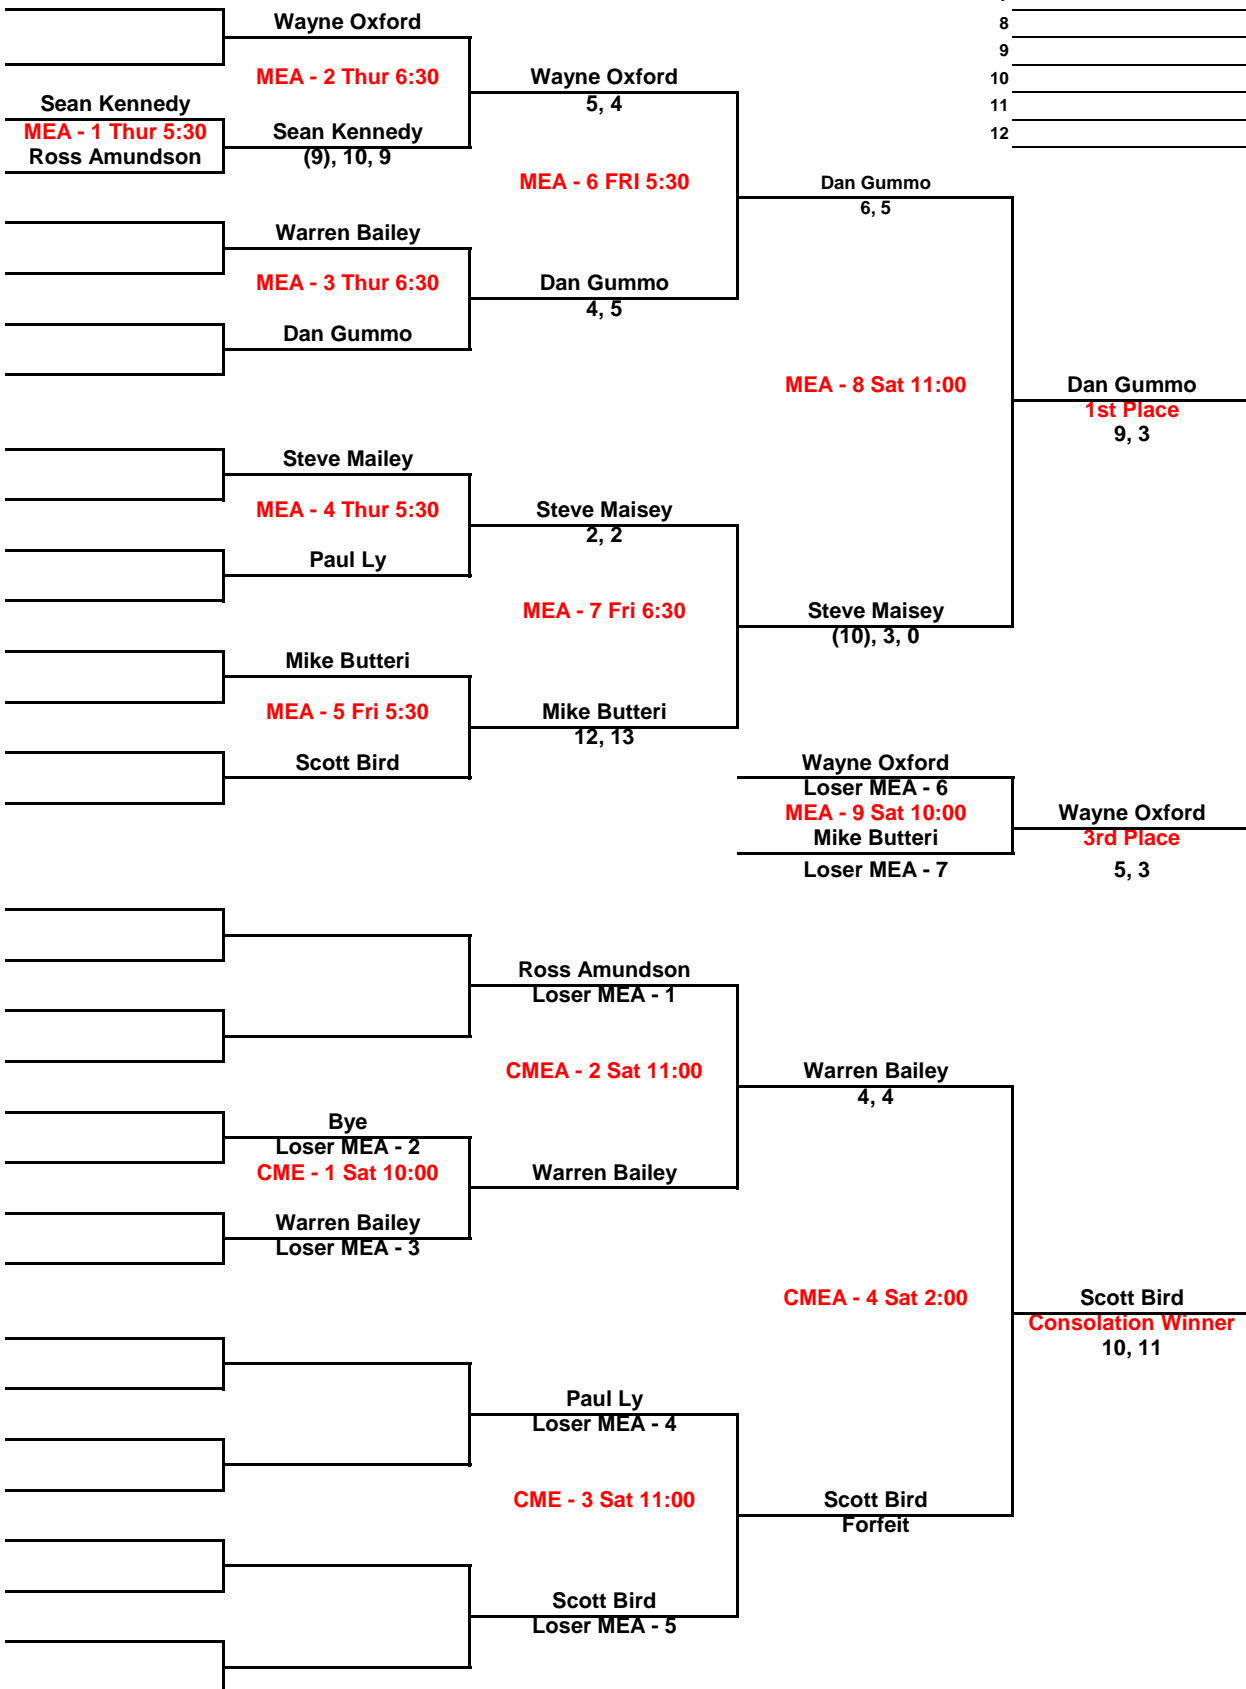 Wayne Oxford
8
MEA - 2 Thur 6:30
Wayne Oxford
9
10
Sean Kennedy
5, 4
11
MEA - 1 Thur 5:30
Sean Kennedy
12
Ross Amundson
(9), 10, 9
MEA - 6 FRI 5:30
Dan Gummo
6, 5
Warren Bailey
MEA - 3 Thur 6:30
Dan Gummo
4, 5
Dan Gummo
MEA - 8 Sat 11:00
Dan Gummo
1st Place
9, 3
Steve Mailey
MEA - 4 Thur 5:30
Steve Maisey
2, 2
Paul Ly
MEA - 7 Fri 6:30
Steve Maisey
(10), 3, 0
Mike Butteri
MEA - 5 Fri 5:30
Mike Butteri
12, 13
Scott Bird
Wayne Oxford
Loser MEA - 6
MEA - 9 Sat 10:00
Wayne Oxford
Mike Butteri
3rd Place
Loser MEA - 7
5, 3
Ross Amundson
Loser MEA - 1
CMEA - 2 Sat 11:00
Warren Bailey
4, 4
Bye
Loser MEA - 2
CME - 1 Sat 10:00
Warren Bailey
Warren Bailey
Loser MEA - 3
CMEA - 4 Sat 2:00
Scott Bird
Consolation Winner
10, 11
Paul Ly
Loser MEA - 4
CME - 3 Sat 11:00
Scott Bird
Forfeit
Scott Bird
Loser MEA - 5